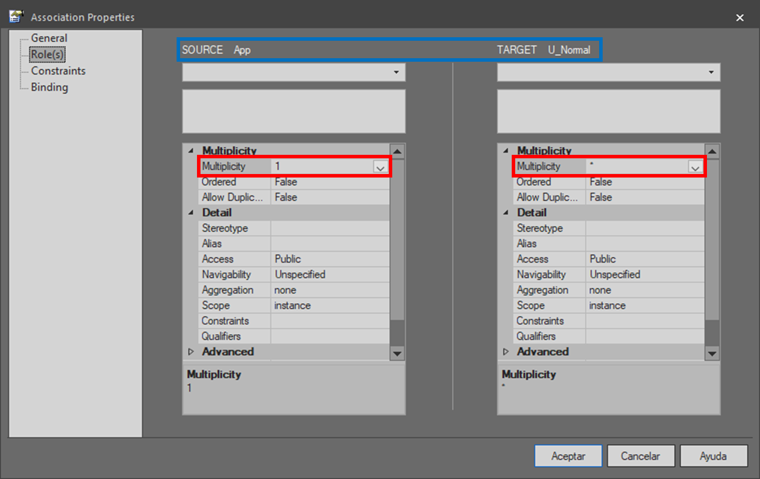 Association Properties
General
Role(s)
Constraints
Binding
SOURCE App
TARGET U_Normal
Multiplicity
Multiplicity 1
Ordered False
Allow Duplic... False
Detail
Stereotype
Alias
Access Public
Navigability Unspecified
Aggregation none
Scope instance
Constraints
Qualifiers
Advanced
Multiplicity
1
Multiplicity
Multiplicity *
Ordered False
Allow Duplic... False
Detail
Stereotype
Alias
Access Public
Navigability Unspecified
Aggregation none
Scope instance
Constraints
Qualifiers
Advanced
Multiplicity
*
Aceptar
Cancelar
Ayuda